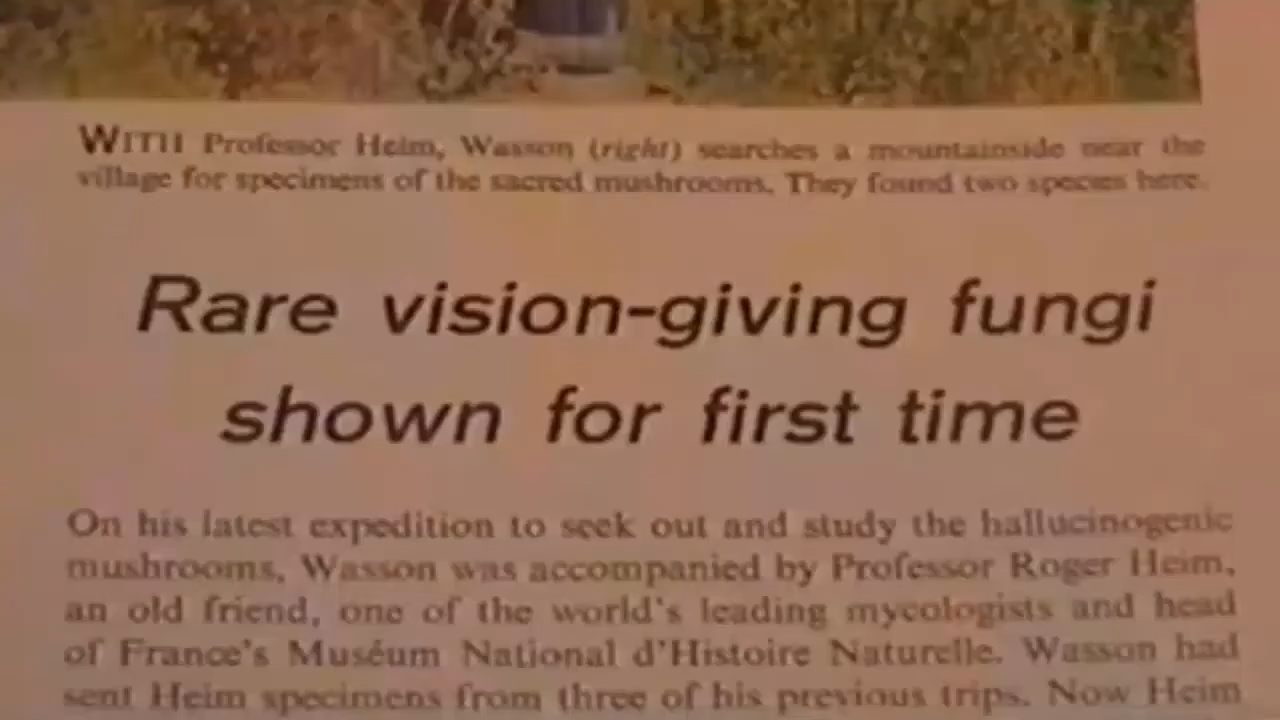 WITH Professor Heim, Wasson (right) searches a mountainside near the
village for specimens of the sacred mushrooms. They found two species here.
Rare vision-giving fungi
shown for first time
On his latest expedition to seek out and study the hallucinogenic
mushrooms, Wasson was accompanied by Professor Roger Heim,
an old friend, one of the world's leading mycologists and head
of France's Muséum National d'Histoire Naturelle. Wasson had
sent Heim specimens from three of his previous trips. Now Heim